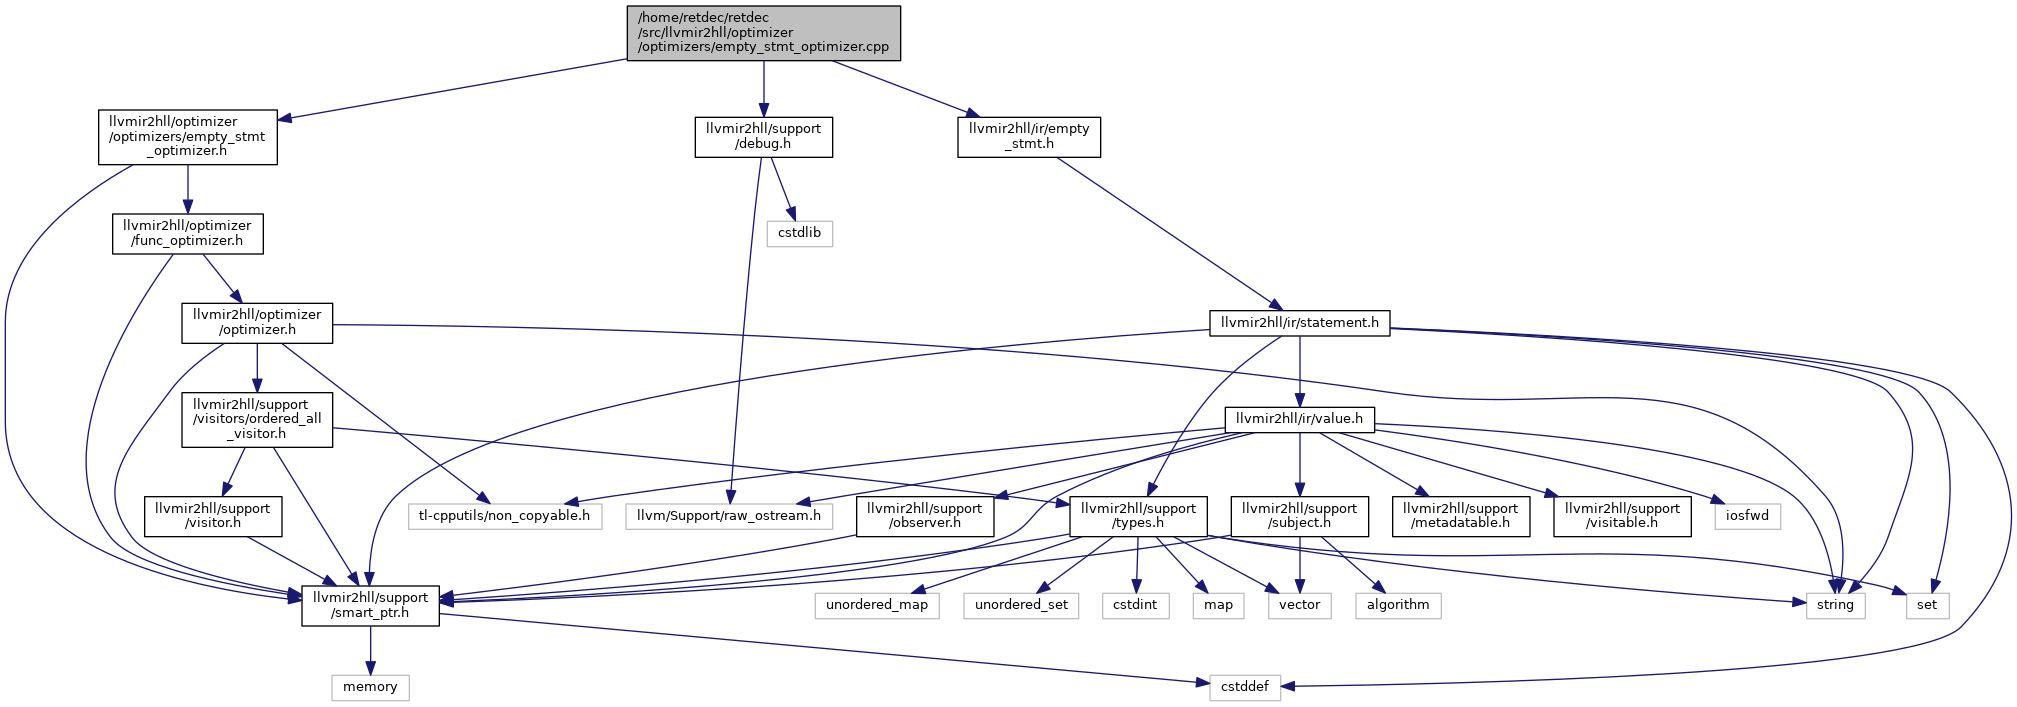 /home/retdec/retdec
/src/llvmir2hll/optimizer
/optimizers/empty_stmt_optimizer.cpp
llvmir2hll/optimizer
/optimizers/empty_stmt
_optimizer.h
llvmir2hll/support
/debug.h
llvmir2hll/ir/empty
_stmt.h
llvmir2hll/optimizer
/func_optimizer.h
cstdlib
llvmir2hll/optimizer
/optimizer.h
llvmir2hll/ir/statement.h
llvmir2hll/support
/visitors/ordered_all
_visitor.h
llvmir2hll/ir/value.h
llvmir2hll/support
/visitor.h
tl-cpputils/non_copyable.h
llvm/Support/raw_ostream.h
llvmir2hll/support
/observer.h
llvmir2hll/support
/types.h
llvmir2hll/support
/subject.h
llvmir2hll/support
/metadatable.h
llvmir2hll/support
/visitable.h
iosfwd
llvmir2hll/support
/smart_ptr.h
unordered_map
unordered_set
cstdint
map
vector
algorithm
string
set
memory
cstddef